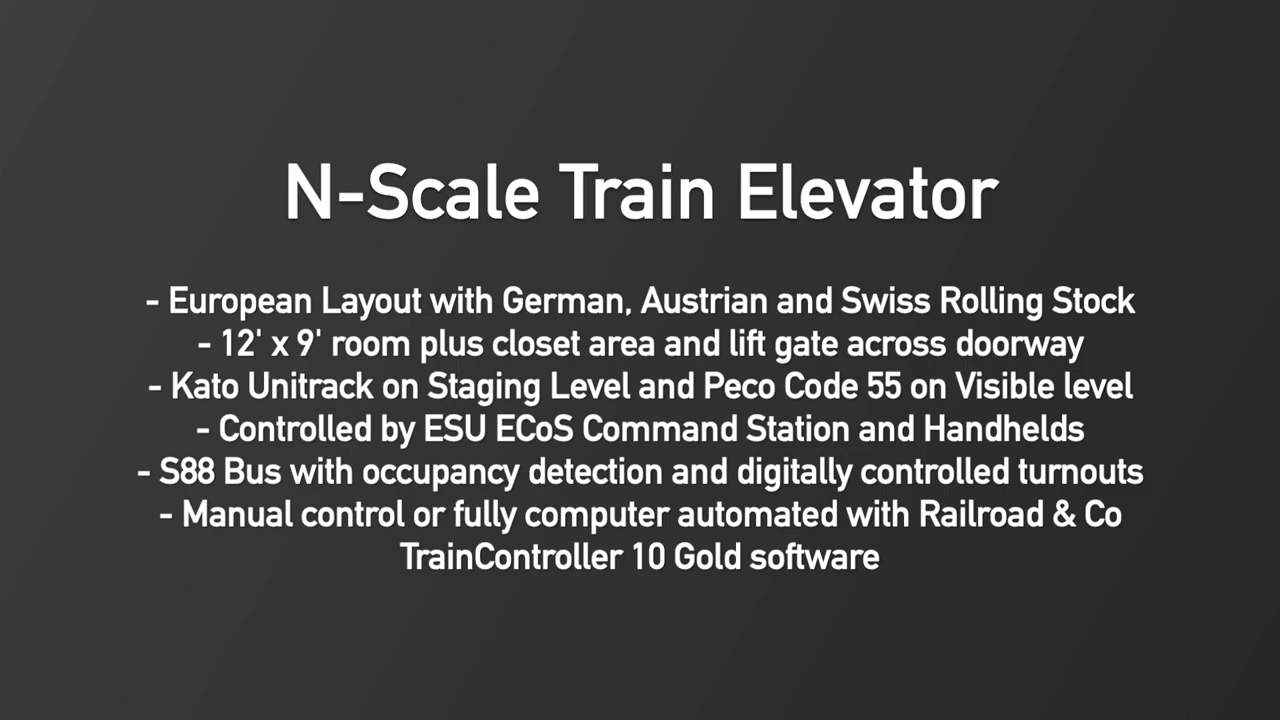 N-Scale Train Elevator
- European Layout with German, Austrian and Swiss Rolling Stock
- 12' x 9' room plus closet area and lift gate across doorway
- Kato Unitrack on Staging Level and Peco Code 55 on Visible level
- Controlled by ESU ECoS Command Station and Handhelds
- S88 Bus with occupancy detection and digitally controlled turnouts
- Manual control or fully computer automated with Railroad & Co
TrainController 10 Gold software